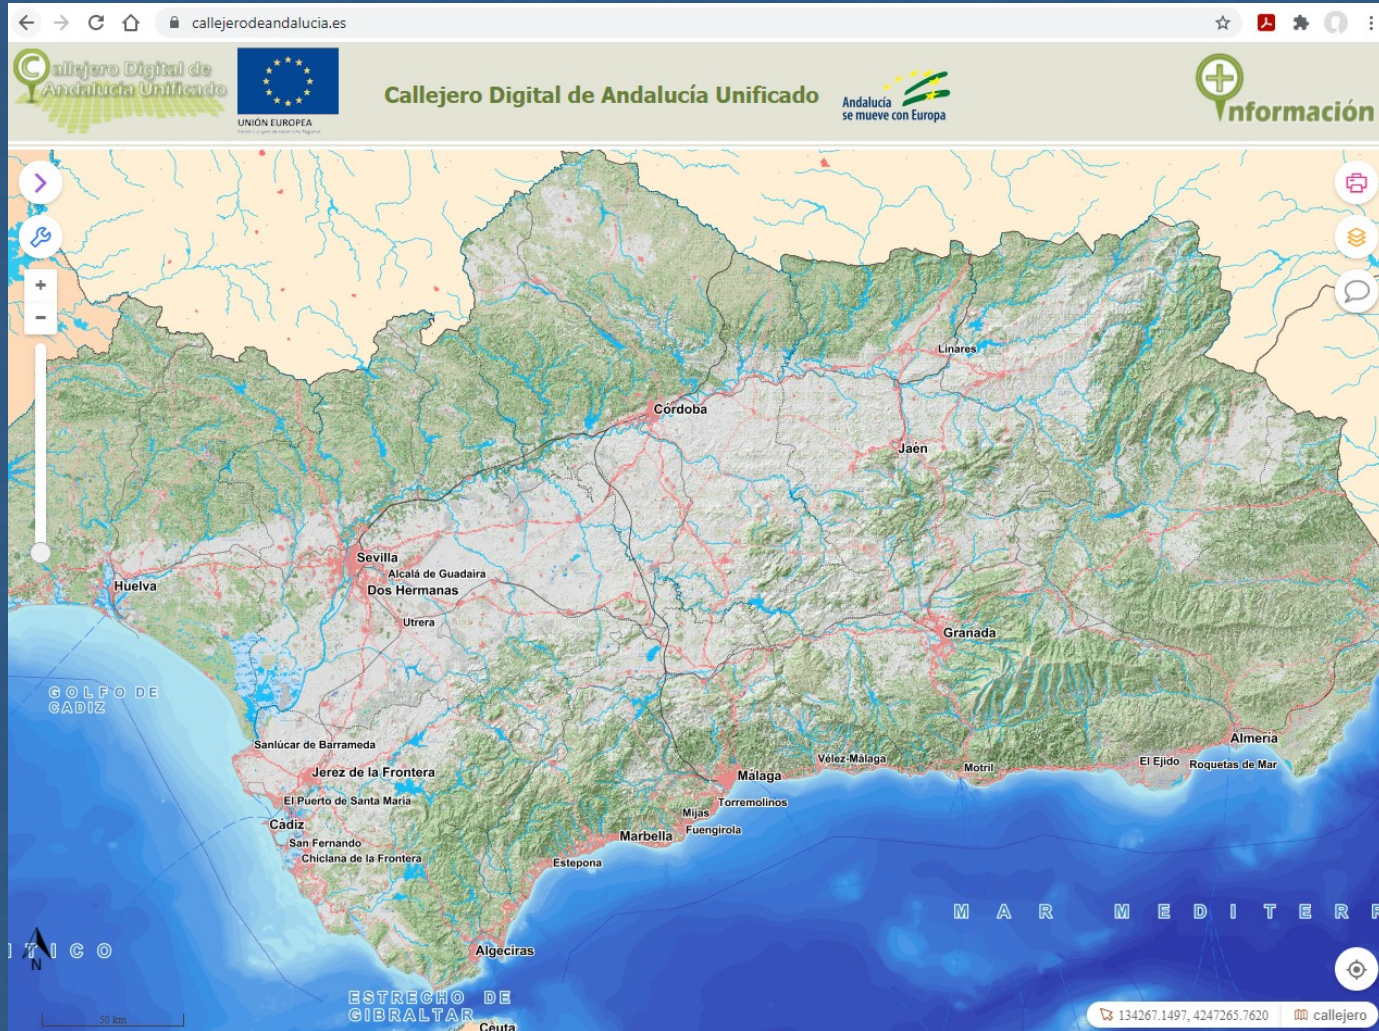 callejerodeandalucia.es
Callejero Digital de
Andalucía Unificado
UNIÓN EUROPEA
Callejero Digital de Andalucía Unificado
Andalucía
se mueve con Europa
Información
Linares
Córdoba
Jaén
Sevilla
Alcalá de Guadaira
Dos Hermanas
Huelva
Utrera
Granada
GOLFO DE
CADIZ
Almería
Sanlúcar de Barrameda
Vélez-Málaga
El Ejido
Roquetas de Mar
Jerez de la Frontera
Málaga
Motril
El Puerto de Santa María
Torremolinos
Mijas
Cádiz
Fuengirola
Marbella
San Fernando
Chiclana de la Frontera
Estepona
MAR MEDITERR
Algeciras
TICO
N
ESTRECHO DE
GIBRALTAR
50 km
Ceuta
134267.1497, 4247265.7620
callejero